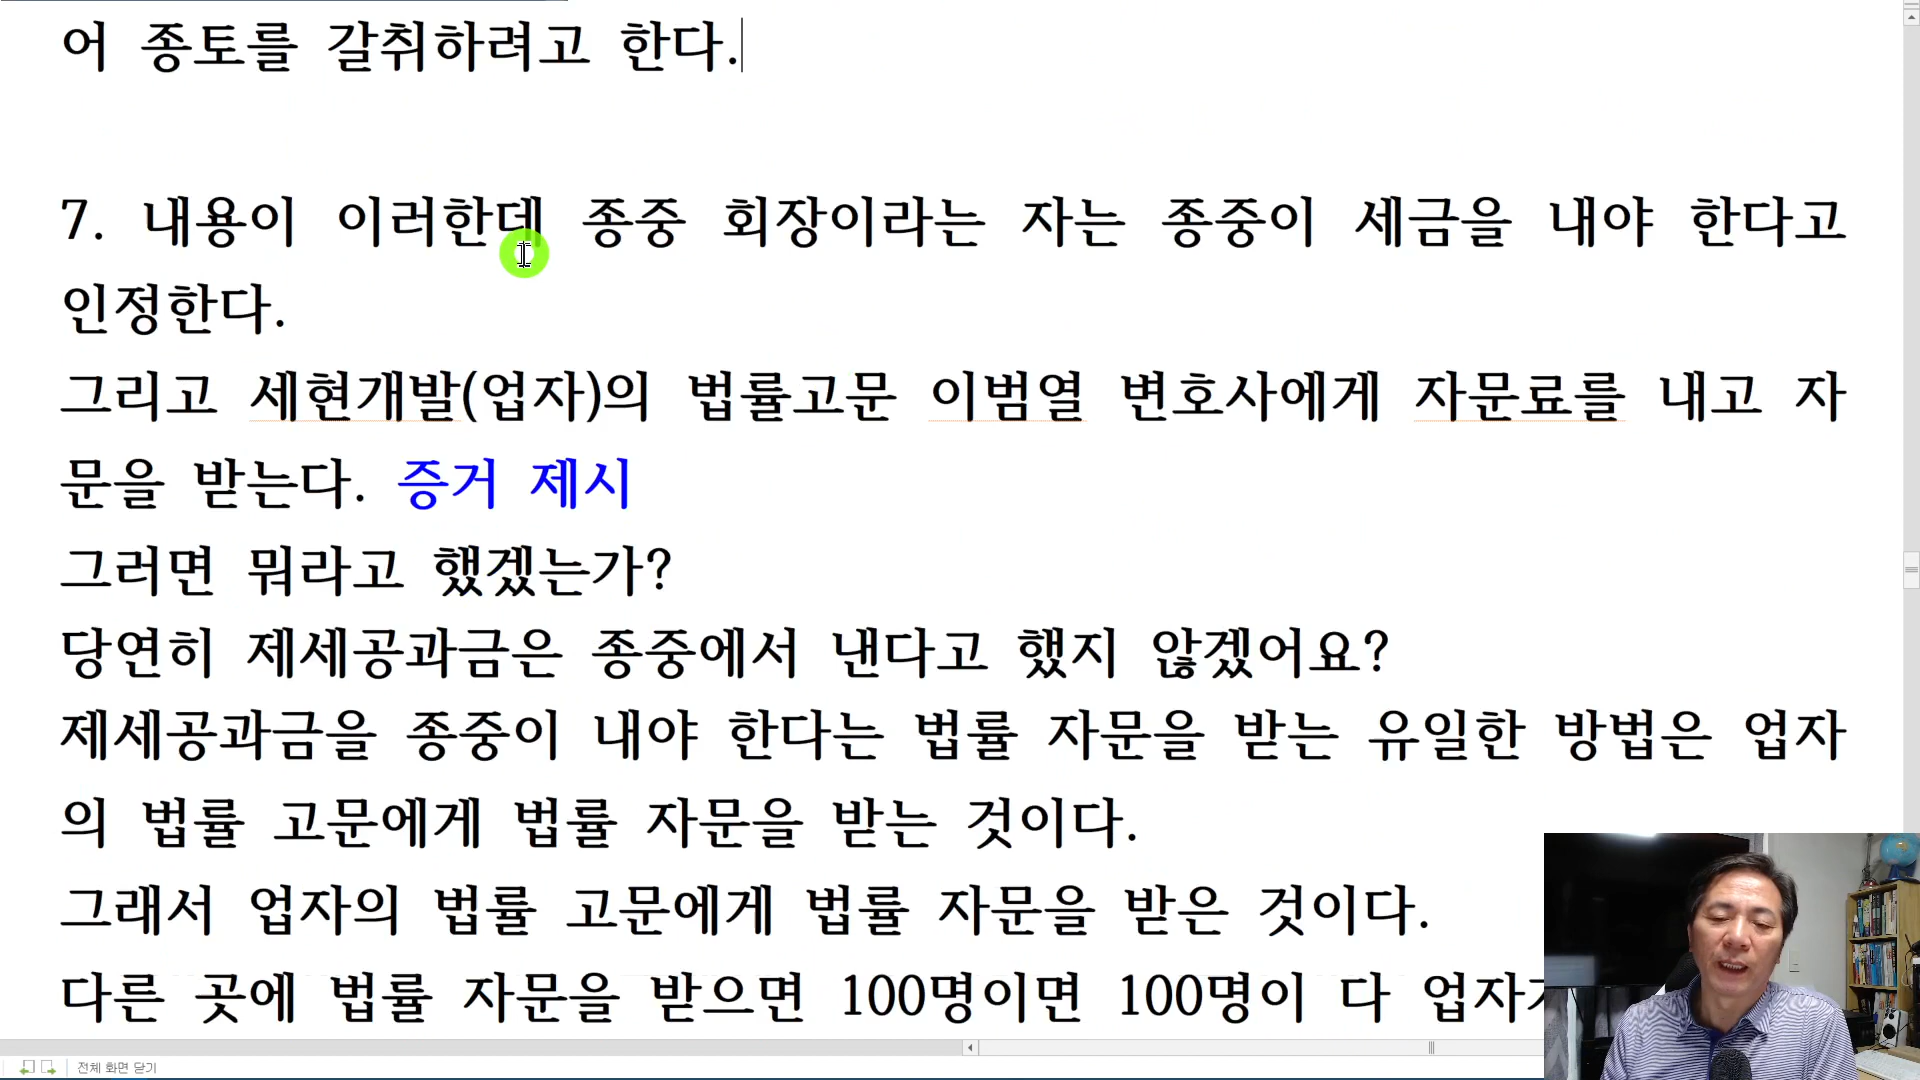 어 종토를 갈취하려고 한다.
7. 내용이 이러한데 종중 회장이라는 자는 종중이 세금을 내야 한다고
인정한다.
그리고 세현개발(업자)의 법률고문 이범열 변호사에게 자문료를 내고 자
문을 받는다. 증거 제시
그러면 뭐라고 했겠는가?
당연히 제세공과금은 종중에서 낸다고 했지 않겠어요?
제세공과금을 종중이 내야 한다는 법률 자문을 받는 유일한 방법은 업자
의 법률 고문에게 법률 자문을 받는 것이다.
그래서 업자의 법률 고문에게 법률 자문을 받은 것이다.
다른 곳에 법률 자문을 받으면 100명이면 100명이 다 업자
전체 화면 닫기